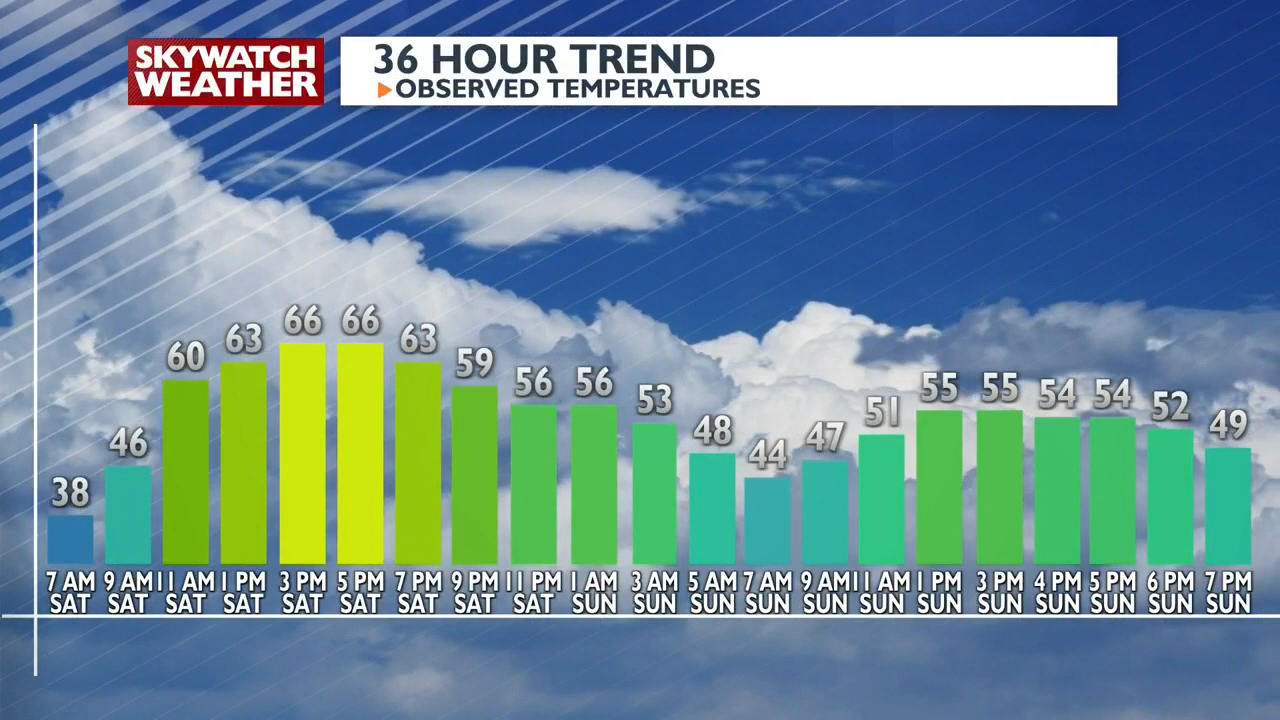 SKYWATCH
WEATHER
36 HOUR TREND
OBSERVED TEMPERATURES
38 46 60 63 66 66 63 59 56 56 53 48 44 47 51 55 55 54 54 52 49
7 AM 9 AM 11 AM 1 PM 3 PM 5 PM 7 PM 9 PM 11 PM 1 AM 3 AM 5 AM 7 AM 9 AM 11 AM 1 PM 3 PM 4 PM 5 PM 6 PM 7 PM
SAT SAT SAT SAT SAT SAT SAT SAT SAT SUN SUN SUN SUN SUN SUN SUN SUN SUN SUN SUN SUN